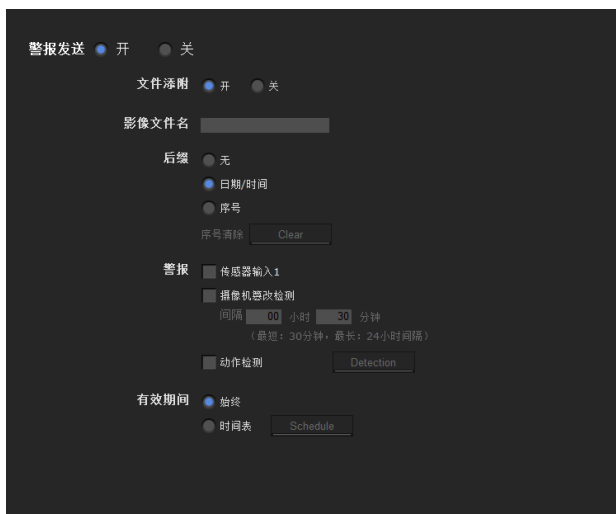 警报发送 开 关
文件添附 开 关
影像文件名
后缀 无
日期/时间
序号
序号清除 Clear
警报 传感器输入1
摄像机篡改检测
间隔 00 小时 30 分钟
（最短：30分钟，最长：24小时间隔）
动作检测 Detection
有效期间 始终
时间表 Schedule